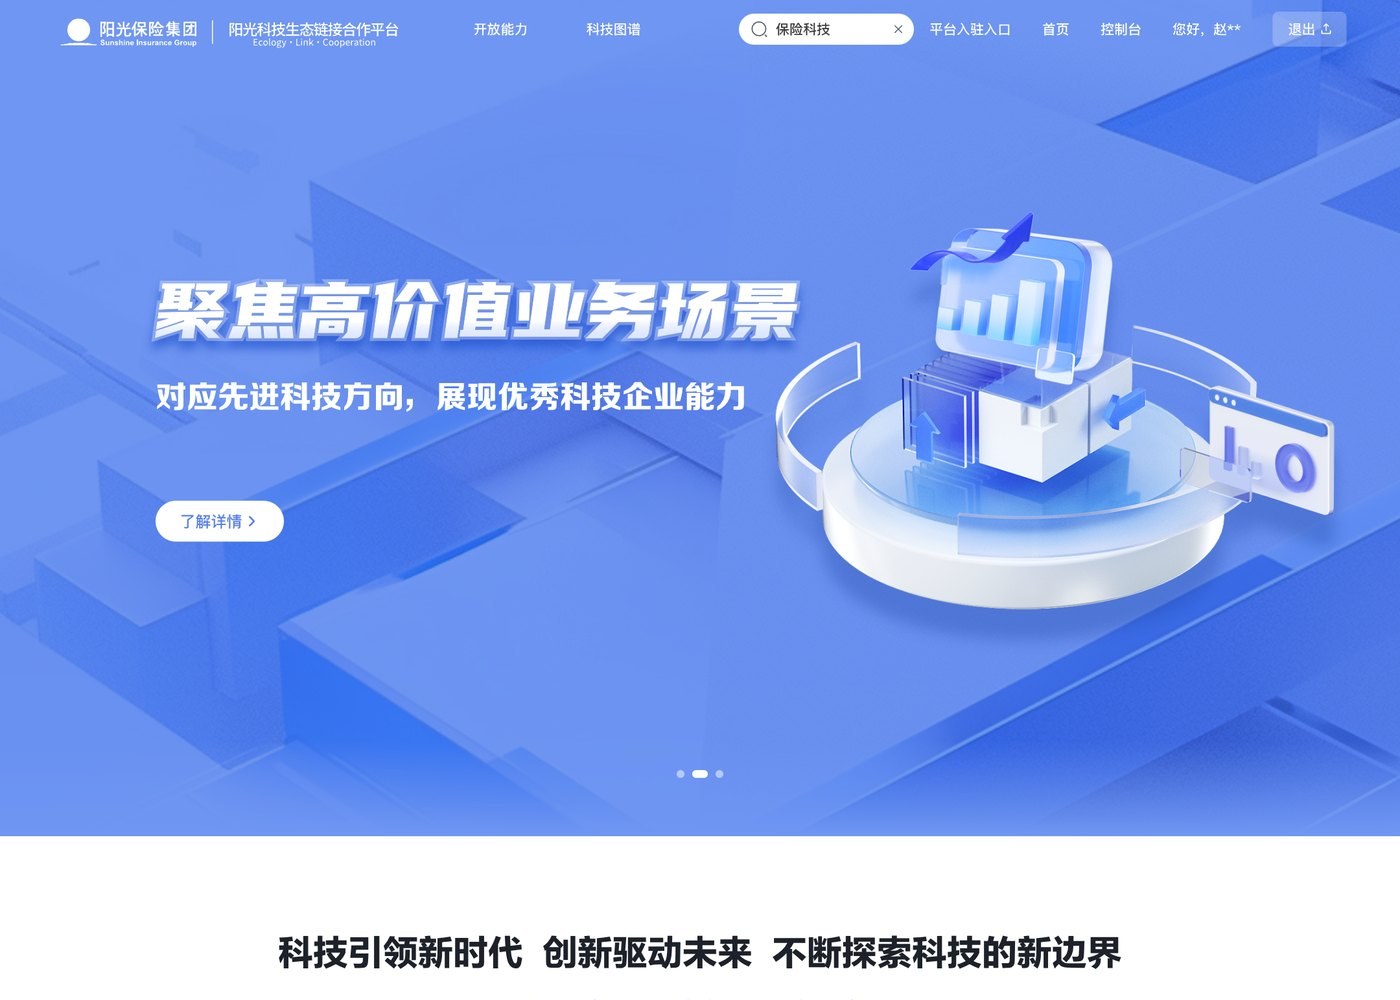 阳光保险集团
Sunshine Insurance Group
阳光科技生态链接合作平台
Ecology · Link · Cooperation
开放能力
科技图谱
保险科技
平台入驻入口
首页
控制台
您好，赵**
退出
聚焦高价值业务场景
对应先进科技方向，展现优秀科技企业能力
了解详情
科技引领新时代 创新驱动未来 不断探索科技的新边界